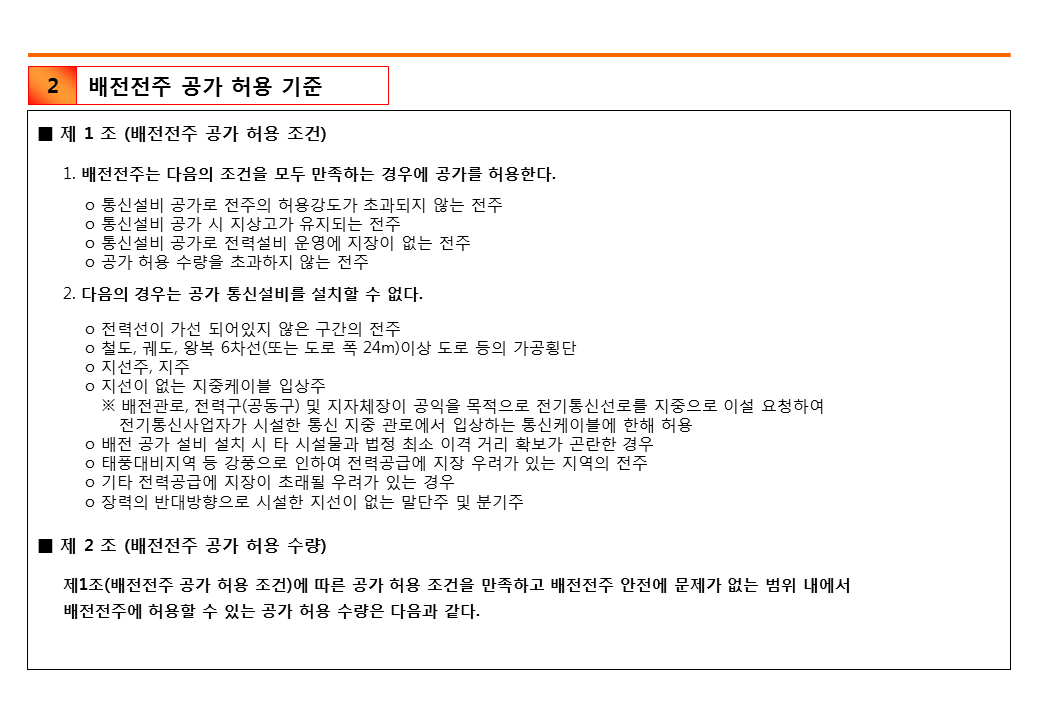 2 배전전주 공가 허용 기준
■ 제 1 조 (배전전주 공가 허용 조건)
1. 배전전주는 다음의 조건을 모두 만족하는 경우에 공가를 허용한다.
ο 통신설비 공가로 전주의 허용강도가 초과되지 않는 전주
ο 통신설비 공가 시 지상고가 유지되는 전주
ο 통신설비 공가로 전력설비 운영에 지장이 없는 전주
ο 공가 허용 수량을 초과하지 않는 전주
2. 다음의 경우는 공가 통신설비를 설치할 수 없다.
ο 전력선이 가선 되어있지 않은 구간의 전주
ο 철도, 궤도, 왕복 6차선(또는 도로 폭 24m)이상 도로 등의 가공횡단
ο 지선주, 지주
ο 지선이 없는 지중케이블 입상주
※ 배전관로, 전력구(공동구) 및 지자체장이 공익을 목적으로 전기통신선로를 지중으로 이설 요청하여
전기통신사업자가 시설한 통신 지중 관로에서 입상하는 통신케이블에 한해 허용
ο 배전 공가 설비 설치 시 타 시설물과 법정 최소 이격 거리 확보가 곤란한 경우
ο 태풍대비지역 등 강풍으로 인하여 전력공급에 지장 우려가 있는 지역의 전주
ο 기타 전력공급에 지장이 초래될 우려가 있는 경우
ο 장력의 반대방향으로 시설한 지선이 없는 말단주 및 분기주
■ 제 2 조 (배전전주 공가 허용 수량)
제1조(배전전주 공가 허용 조건)에 따른 공가 허용 조건을 만족하고 배전전주 안전에 문제가 없는 범위 내에서
배전전주에 허용할 수 있는 공가 허용 수량은 다음과 같다.